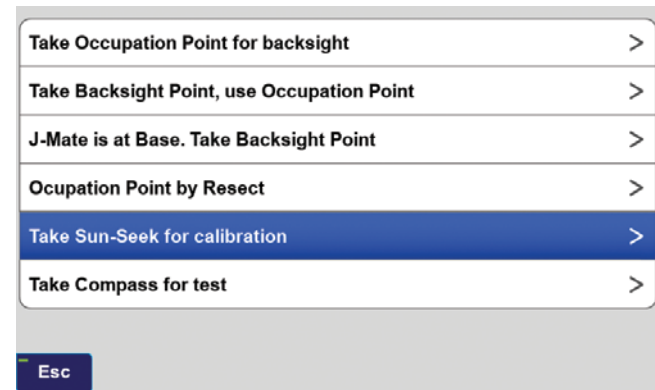 Take Occupation Point for backsight
Take Backsight Point, use Occupation Point
J-Mate is at Base. Take Backsight Point
Ocupation Point by Resect
Take Sun-Seek for calibration
Take Compass for test
Esc